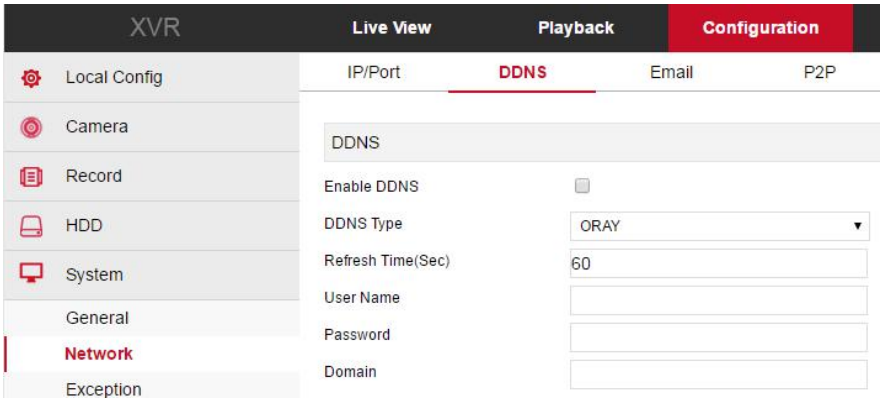 XVR Live View Playback Configuration
Local Config
Camera
Record
HDD
System
General
Network
Exception
IP/Port DDNS Email P2P
DDNS
Enable DDNS
DDNS Type ORAY
Refresh Time(Sec) 60
User Name
Password
Domain